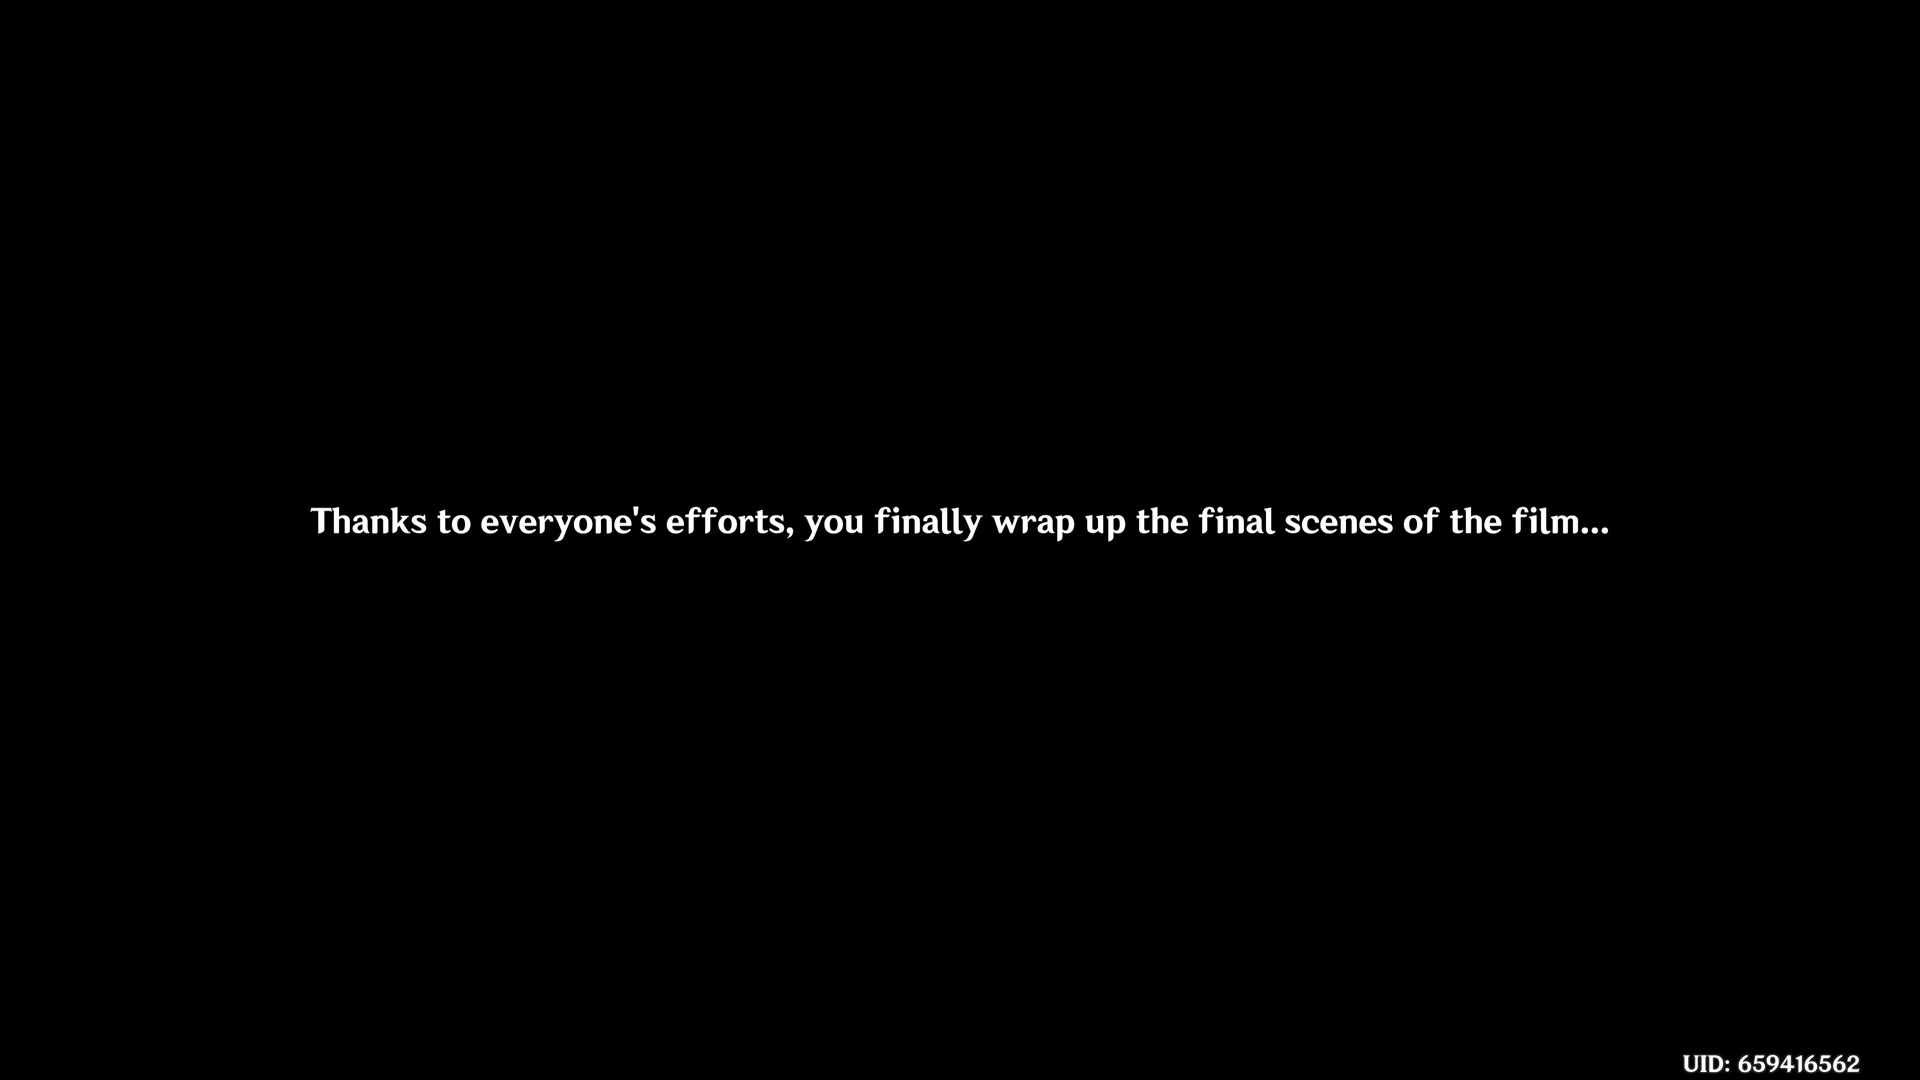 Thanks to everyone's efforts, you finally wrap up the final scenes of the film...
UID: 659416562